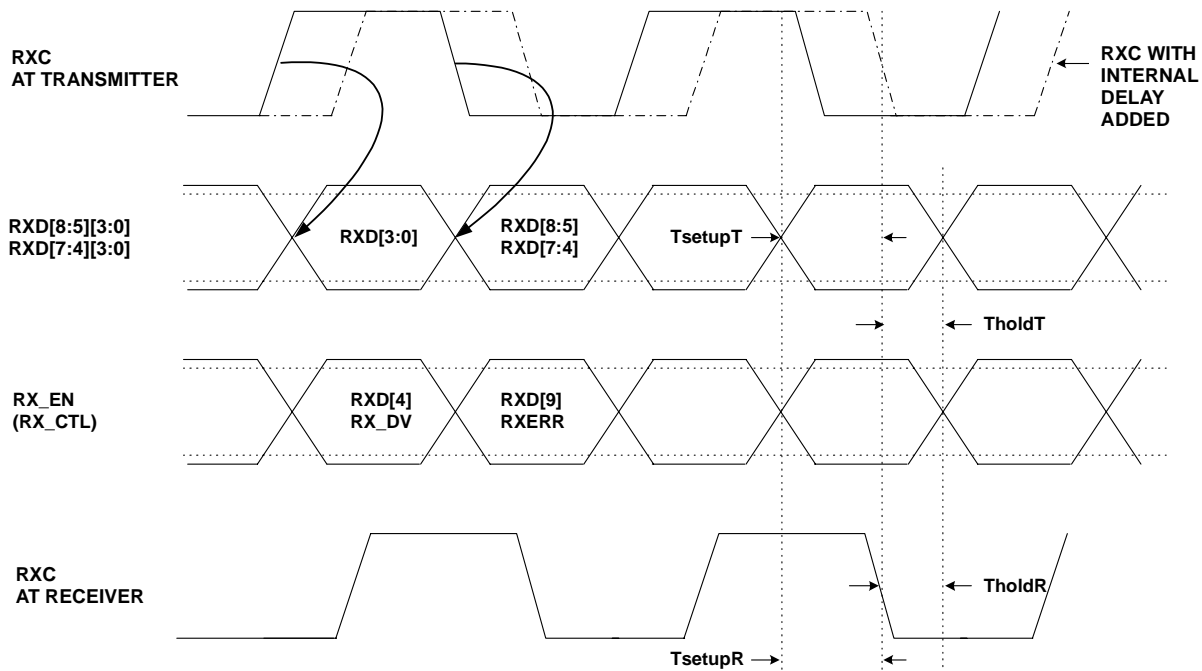 RXC
AT TRANSMITTER
RXC WITH
INTERNAL
DELAY
ADDED
RXD[8:5][3:0]
RXD[7:4][3:0]
RXD[3:0]
RXD[8:5]
RXD[7:4]
TsetupT
TholdT
RX_EN
(RX_CTL)
RXD[4]
RX_DV
RXD[9]
RXERR
RXC
AT RECEIVER
TholdR
TsetupR